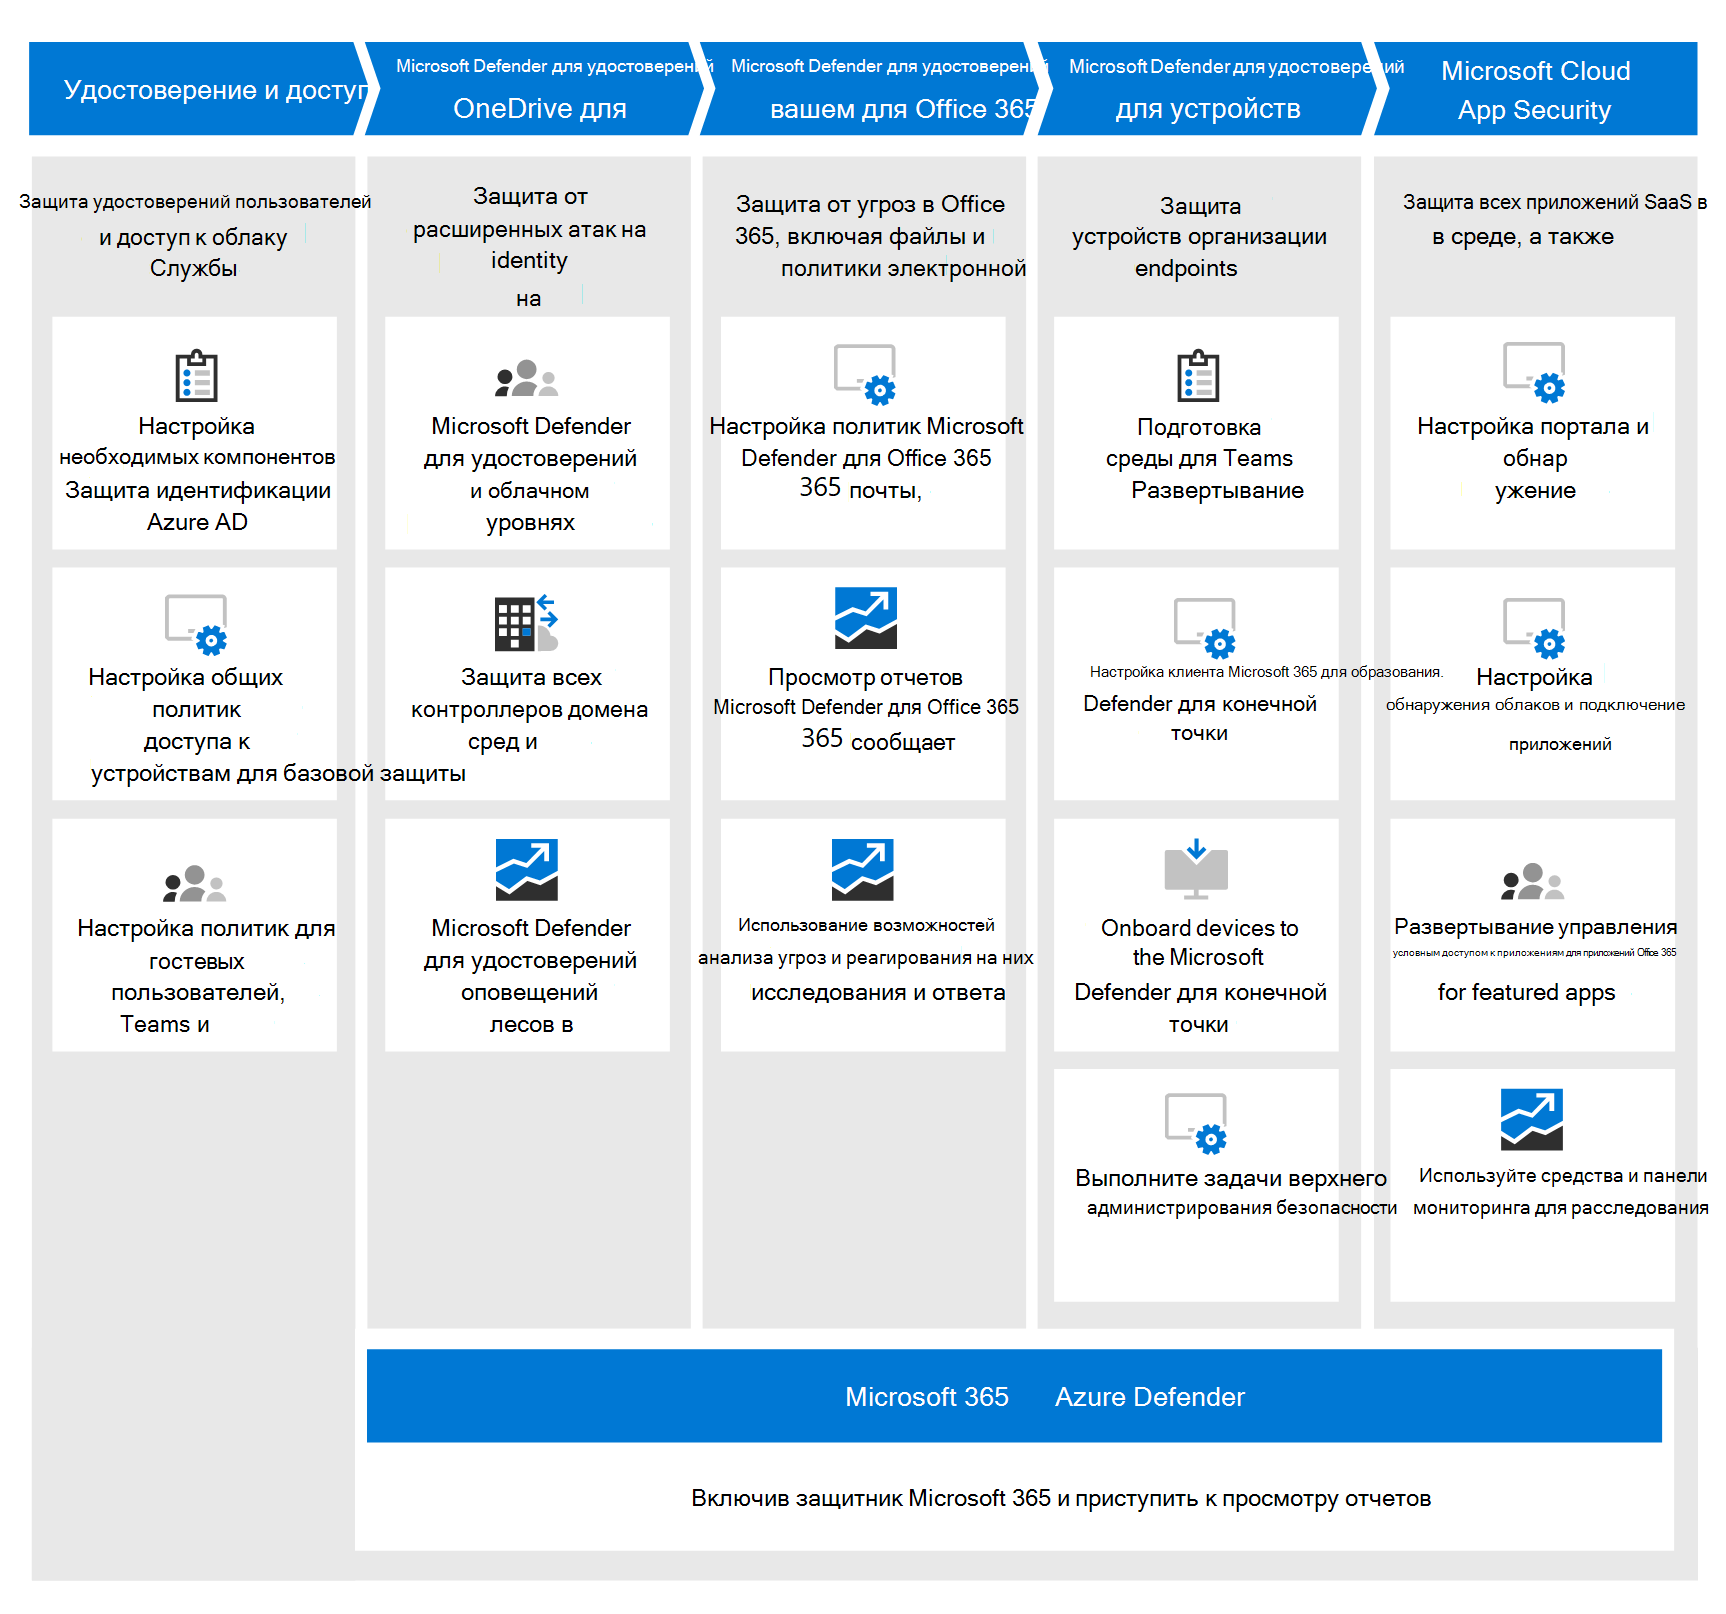 Удостоверение и доступ
Microsoft Defender для удостоверений
OneDrive для
Microsoft Defender для удостоверений
вашем для Office 365
Microsoft Defender для удостоверений
для устройств
Microsoft Cloud
App Security
Защита удостоверений пользователей
и доступ к облаку
Службы
Защита от
расширенных атак на
identity
на
Защита от угроз в Office
365, включая файлы и
политики электронной
Защита
устройств организации
endpoints
Защита всех приложений SaaS в
в среде, а также
Настройка
необходимых компонентов
Защита идентификации
Azure AD
Microsoft Defender
для удостоверений
и облачном
уровнях
Настройка политик Microsoft
Defender для Office 365
365 почты,
Подготовка
среды для Teams
Развертывание
Настройка портала и
обнар
ужение
Настройка общих
политик
доступа к
устройствам для базовой защиты
Защита всех
контроллеров домена
сред и
Просмотр отчетов
Microsoft Defender для Office 365
365 сообщает
Настройка клиента Microsoft 365 для образования.
Defender для конечной
точки
Настройка
обнаружения облаков и подключение
приложений
Настройка политик для
гостевых
пользователей,
Teams и
Microsoft Defender
для удостоверений
оповещений
лесов в
Использование возможностей
анализа угроз и реагирования на них
исследования и ответа
Onboard devices to
the Microsoft
Defender для конечной
точки
Развертывание управления
условным доступом к приложениям для приложений Office 365
for featured apps
Выполните задачи верхнего
администрирования безопасности
Используйте средства и панели
мониторинга для расследования
Microsoft 365 Azure Defender
Включив защитник Microsoft 365 и приступить к просмотру отчетов